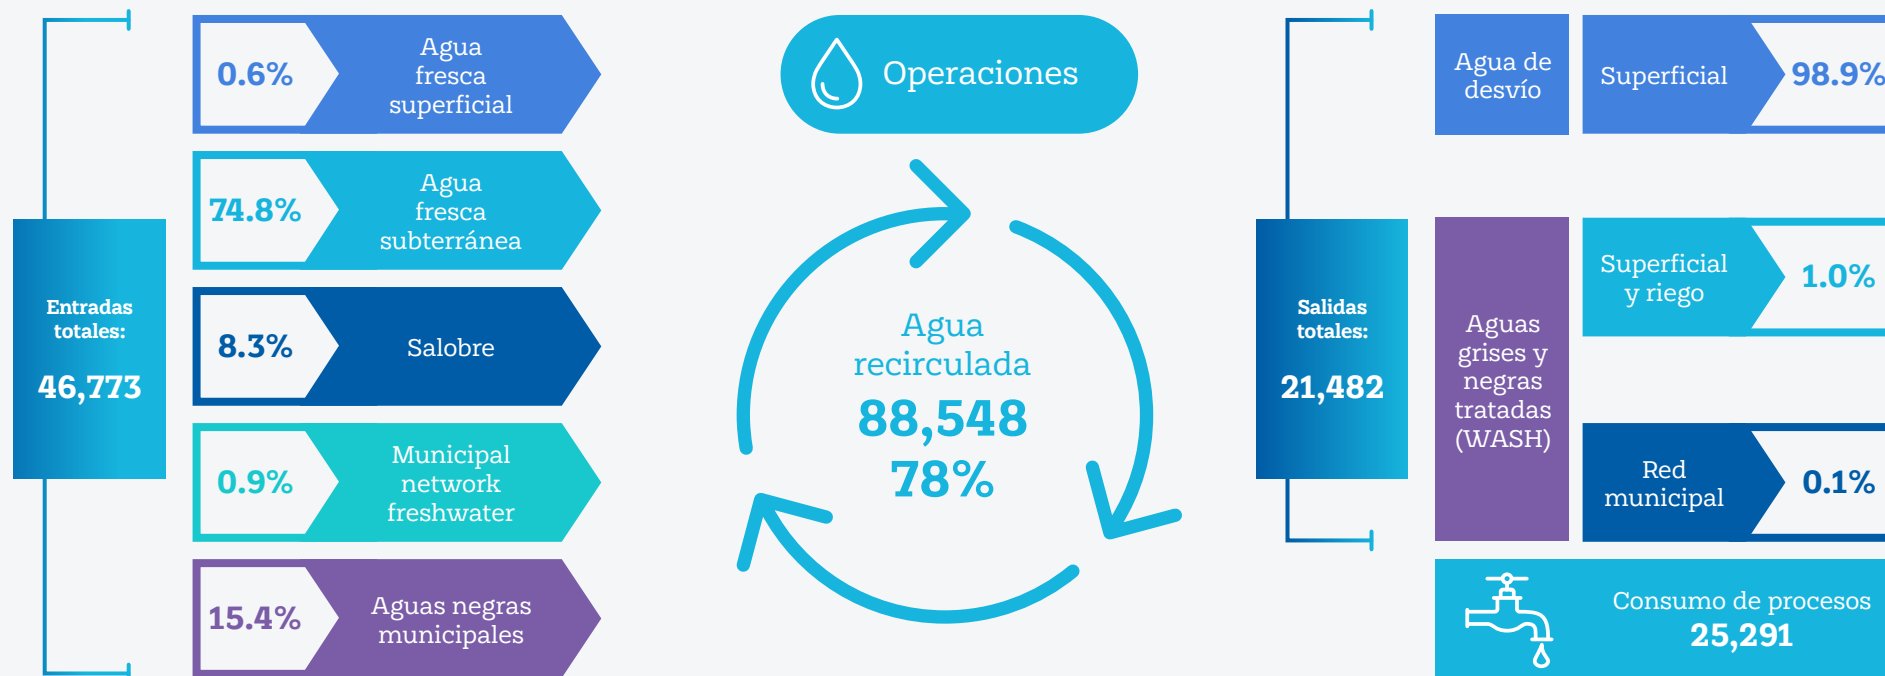 Entradas
totales:
46,773
0.6%
Agua
fresca
superficial
74.8%
Agua
fresca
subterránea
8.3%
Salobre
0.9%
Municipal
network
freshwater
15.4%
Aguas negras
municipales
Operaciones
Agua
recirculada
88,548
78%
Salidas
totales:
21,482
Agua de
desvío
Superficial
98.9%
Aguas
grises y
negras
tratadas
(WASH)
Superficial
y riego
1.0%
Red
municipal
0.1%
Consumo de procesos
25,291